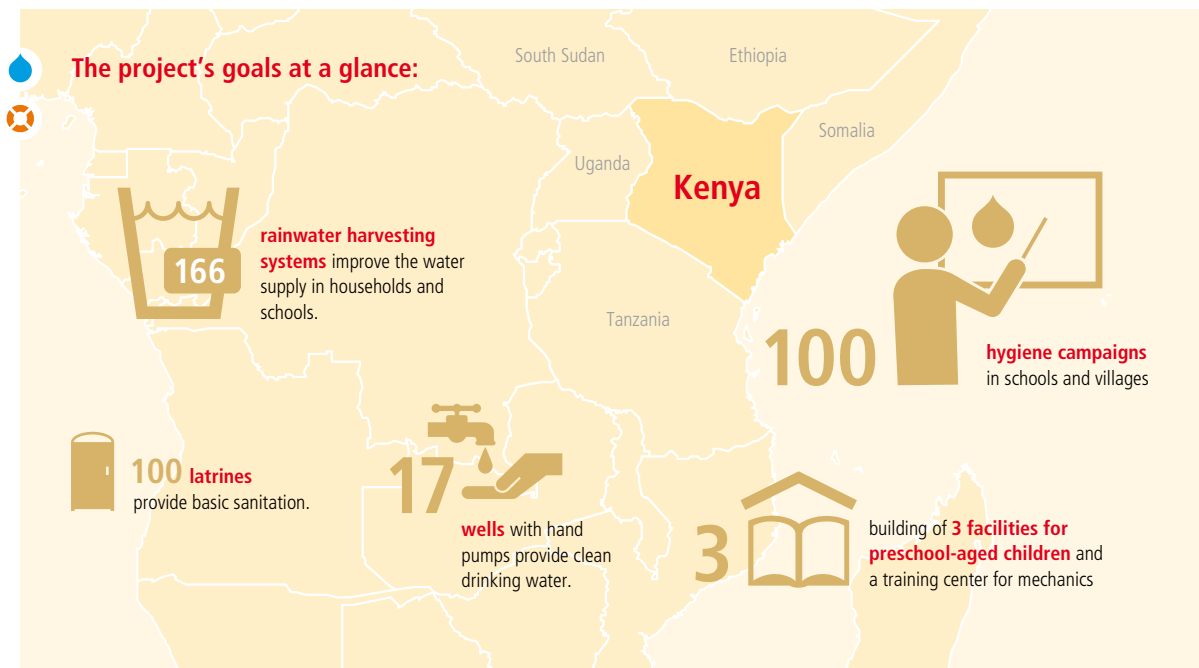 The project's goals at a glance:
South Sudan
Ethiopia
Somalia
Uganda
Kenya
Tanzania
166
rainwater harvesting
systems improve the water
supply in households and
schools.
100
hygiene campaigns
in schools and villages
100 latrines
provide basic sanitation.
17
wells with hand
pumps provide clean
drinking water.
3
building of 3 facilities for
preschool-aged children and
a training center for mechanics